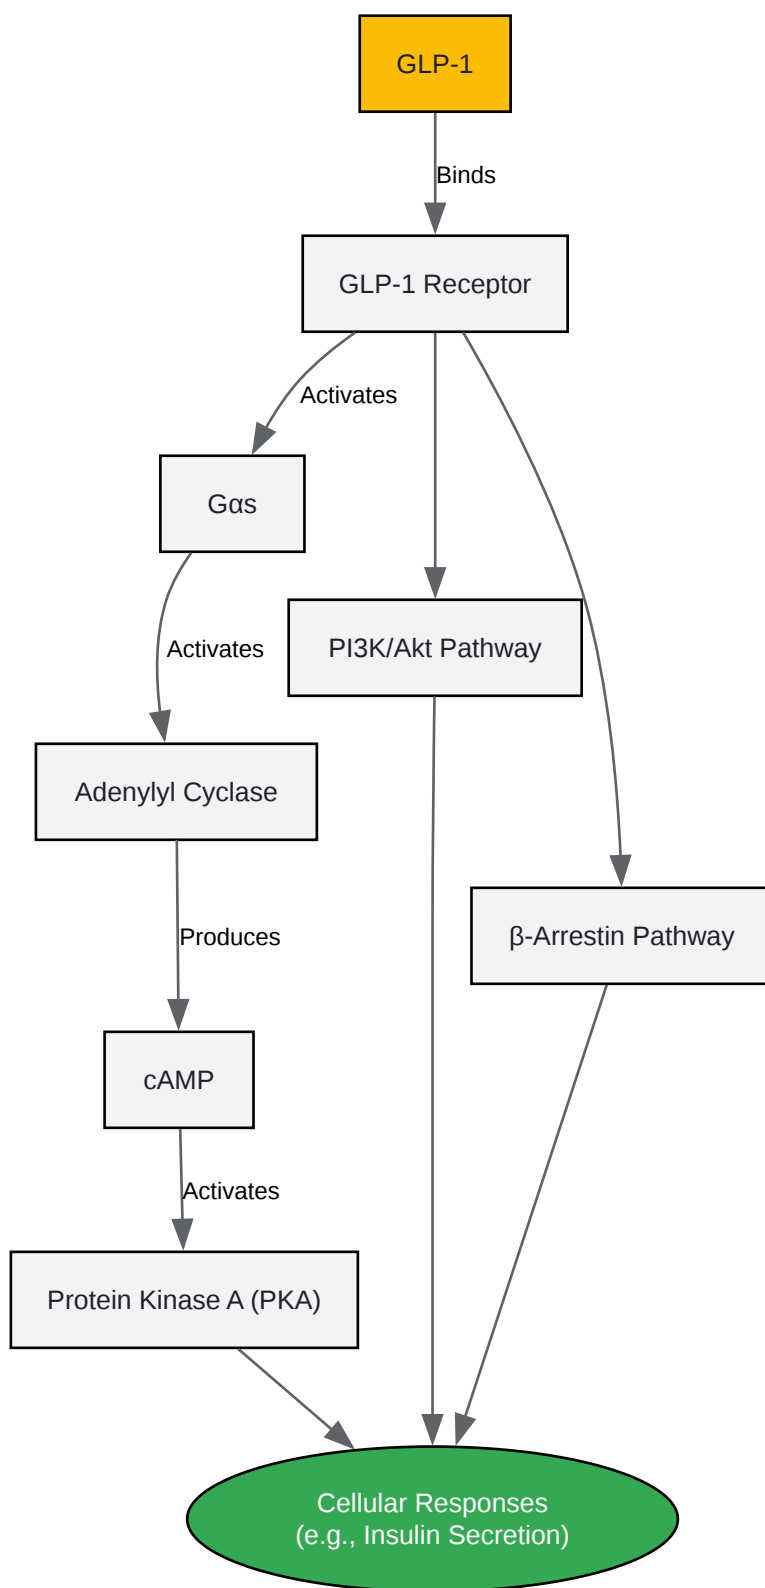 GLP-1
Binds
GLP-1 Receptor
Activates
Gαs
Activates
PI3K/Akt Pathway
Adenylyl Cyclase
β-Arrestin Pathway
Produces
cAMP
Activates
Protein Kinase A (PKA)
Cellular Responses
(e.g., Insulin Secretion)